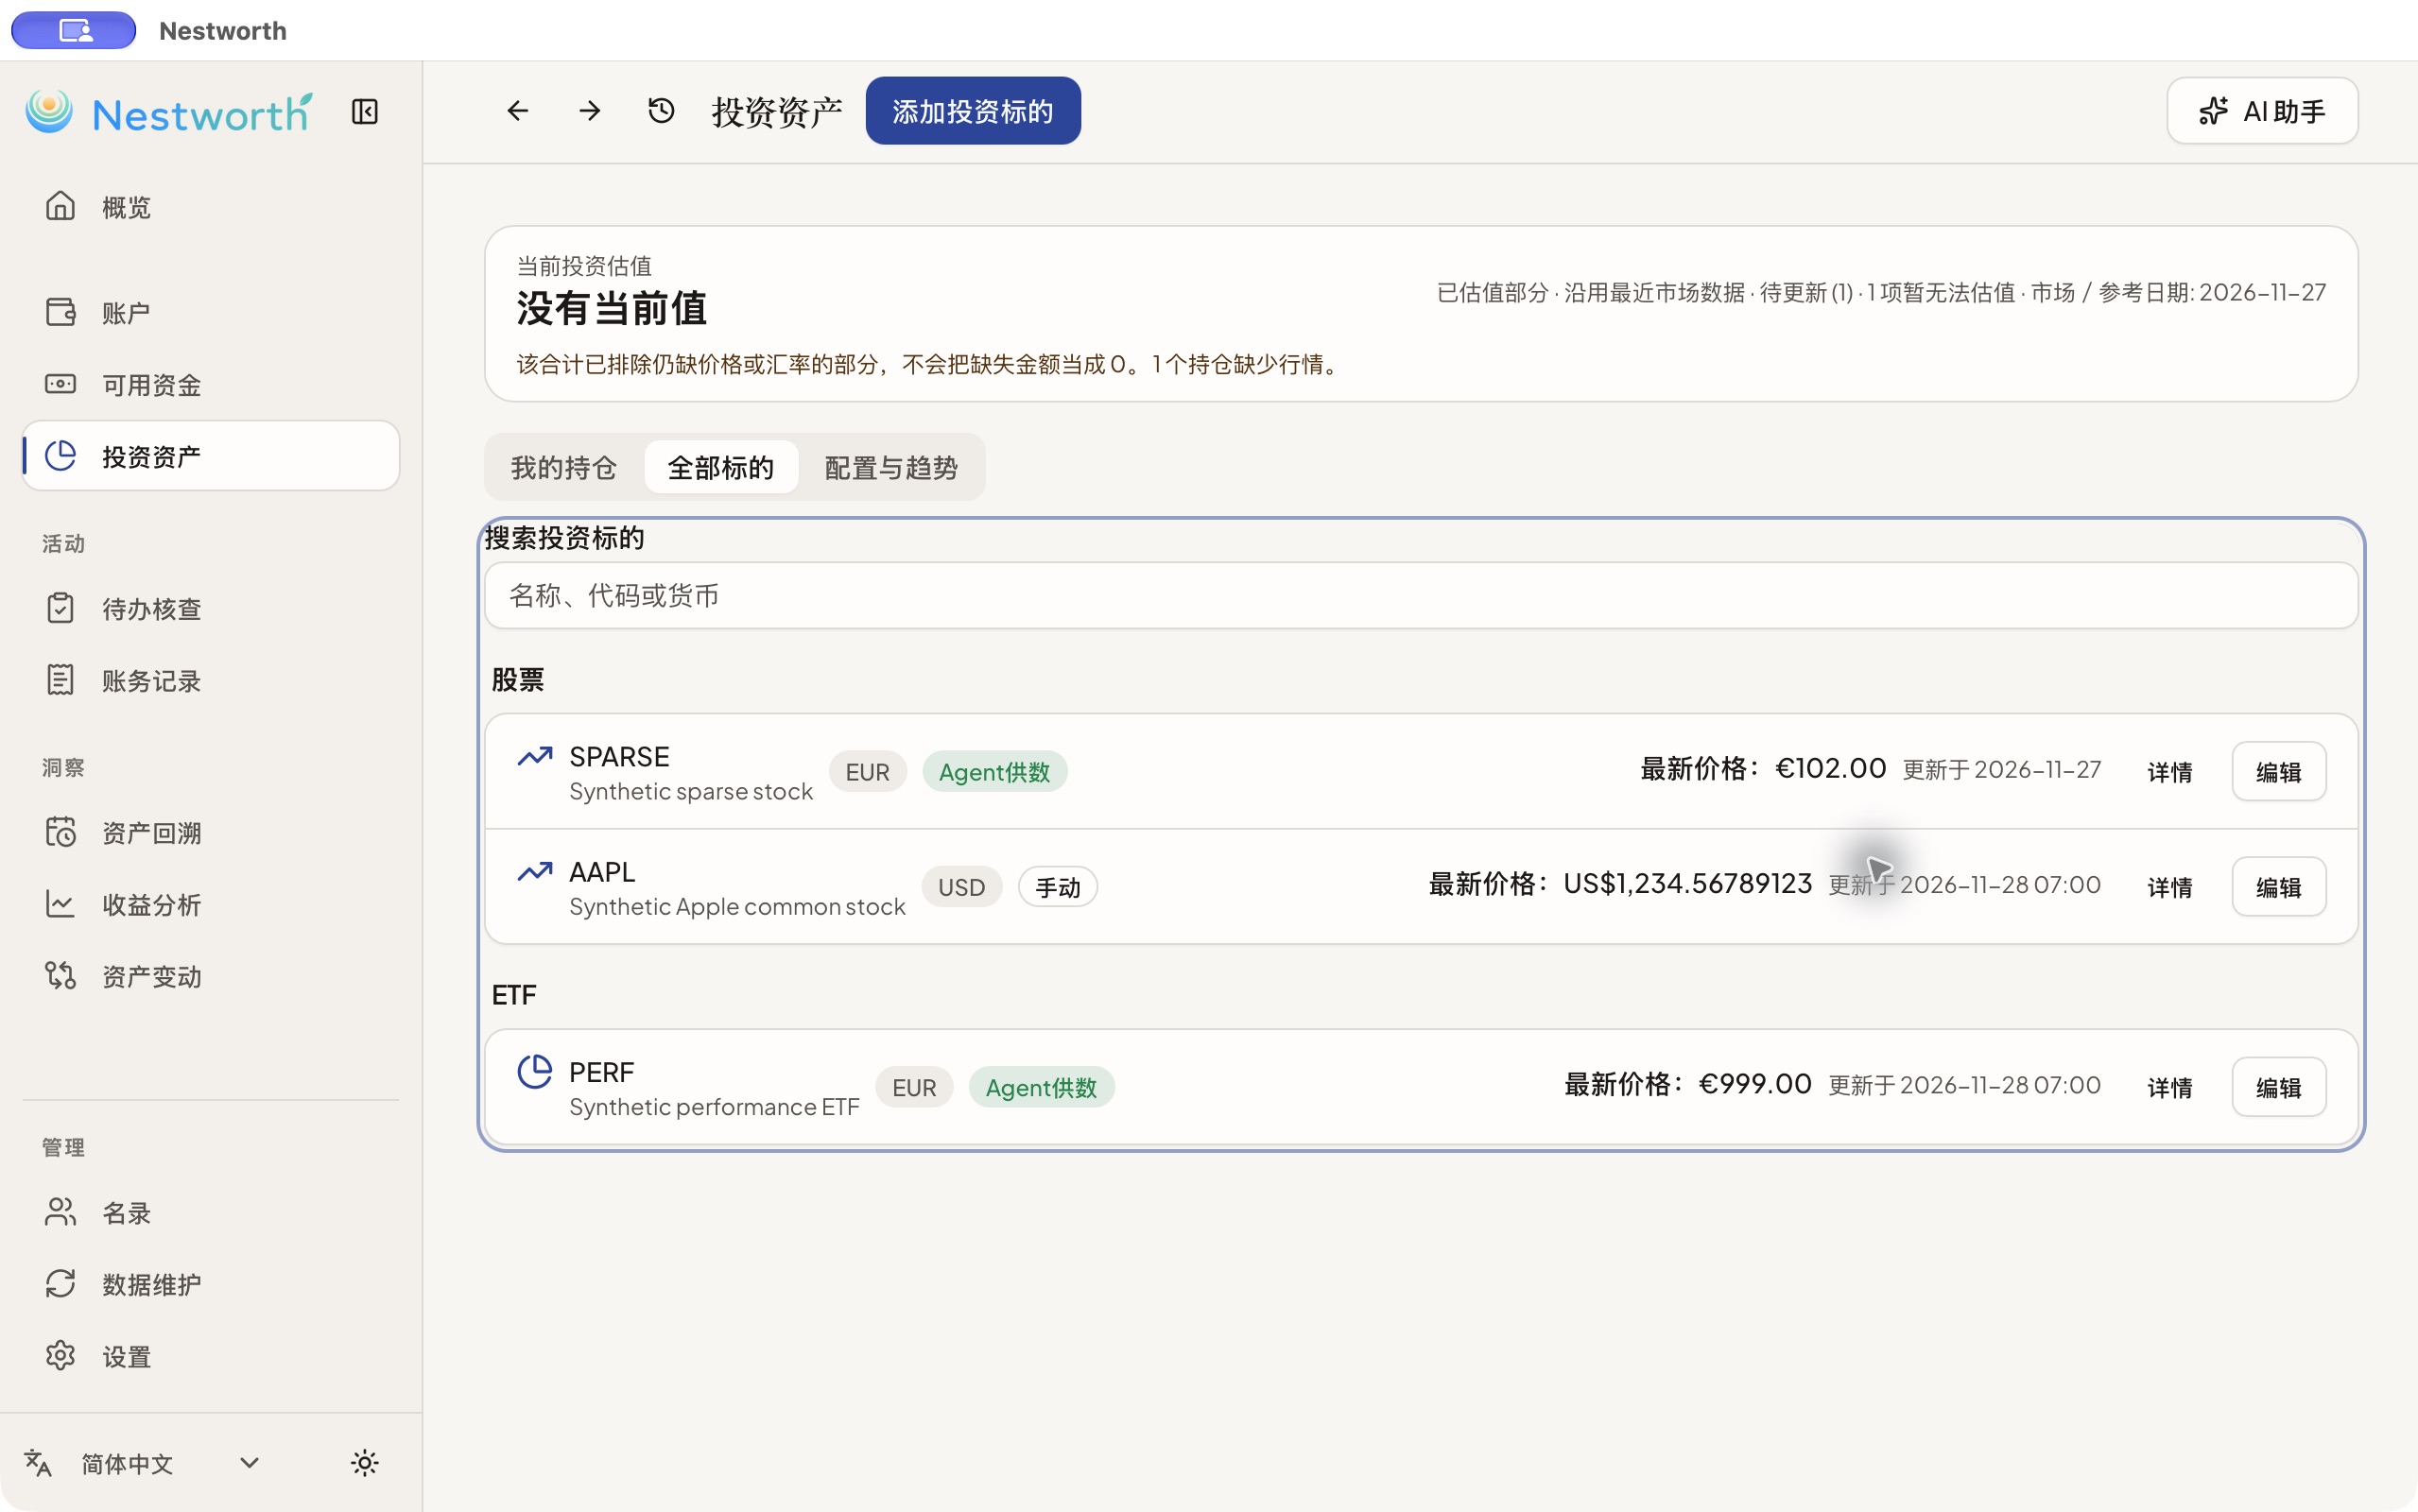 Nestworth
Nestworth
投资资产
添加投资标的
AI 助手
概览
账户
可用资金
投资资产
活动
待办核查
账务记录
洞察
资产回溯
收益分析
资产变动
管理
名录
数据维护
设置
简体中文
当前投资估值
没有当前值
已估值部分 · 沿用最近市场数据 · 待更新 (1) · 1 项暂无法估值 · 市场 / 参考日期: 2026-11-27
该合计已排除仍缺价格或汇率的部分，不会把缺失金额当成 0。1 个持仓缺少行情。
我的持仓 全部标的 配置与趋势
搜索投资标的
名称、代码或货币
股票
SPARSE
Synthetic sparse stock
EUR Agent供数
最新价格：€102.00 更新于 2026-11-27 详情 编辑
AAPL
Synthetic Apple common stock
USD 手动
最新价格：US$1,234.56789123 更新于 2026-11-28 07:00 详情 编辑
ETF
PERF
Synthetic performance ETF
EUR Agent供数
最新价格：€999.00 更新于 2026-11-28 07:00 详情 编辑